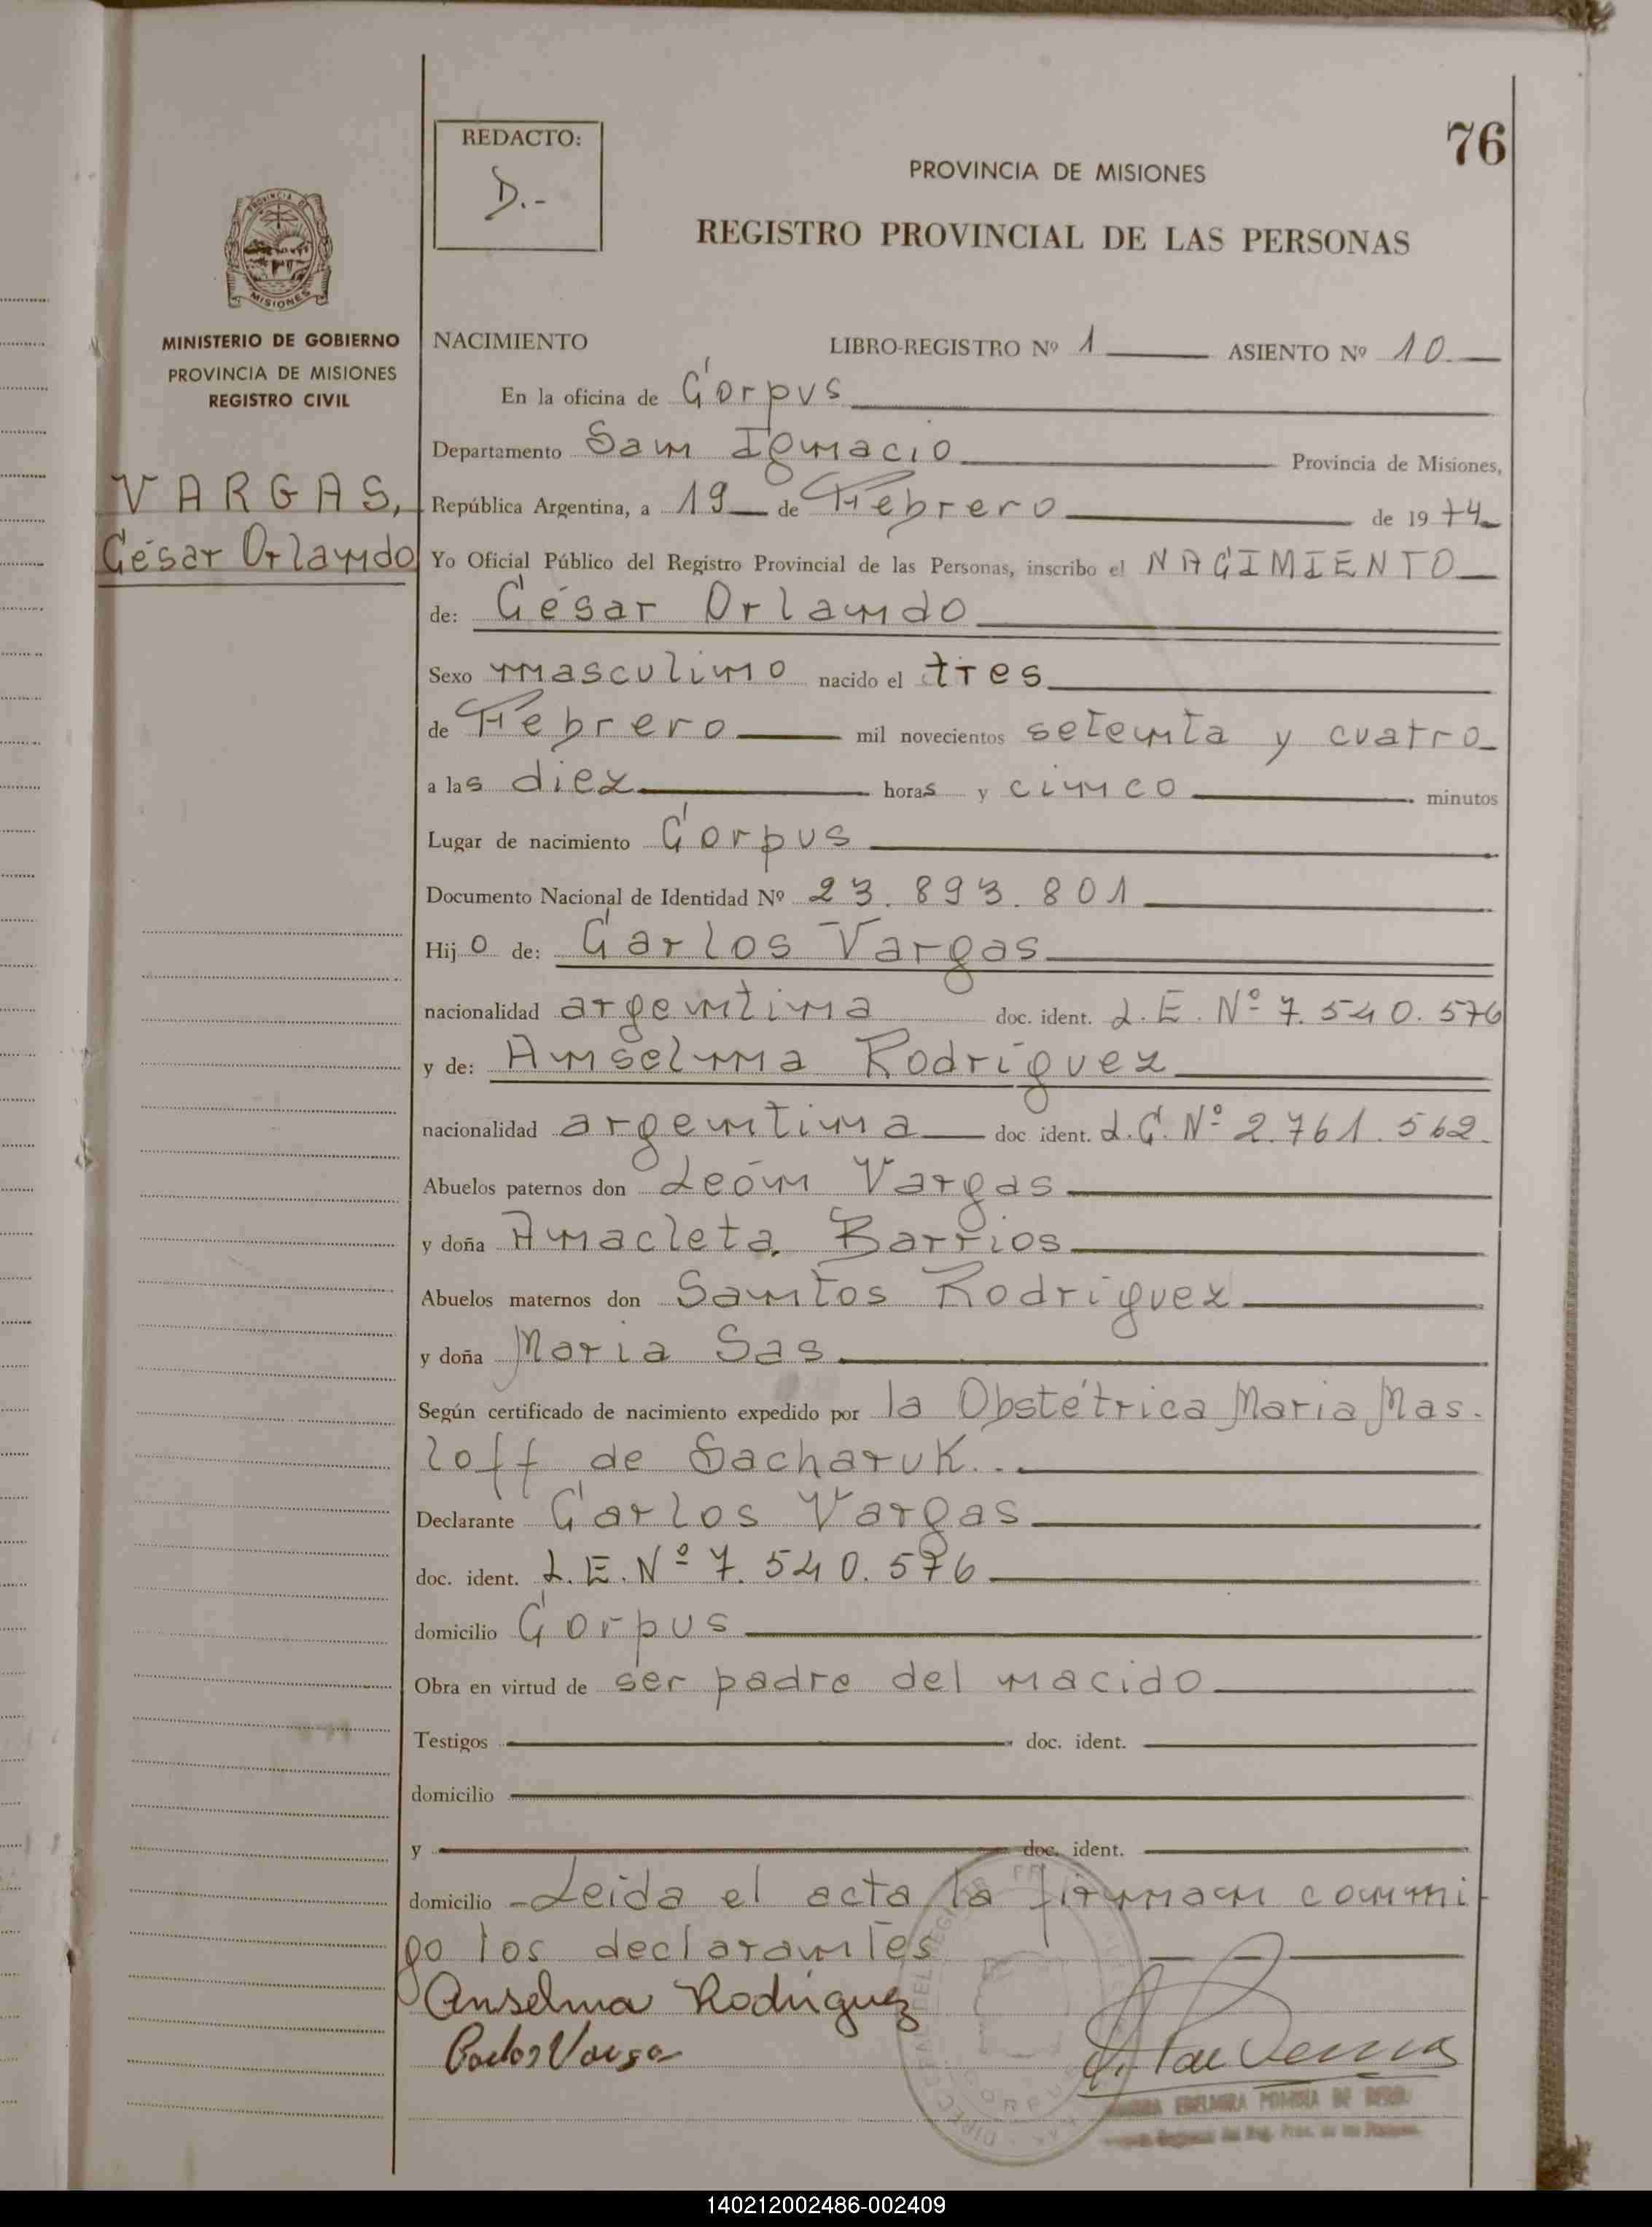 76
REDACTO:
D.-
PROVINCIA DE MISIONES
REGISTRO PROVINCIAL DE LAS PERSONAS
PROVINCIA DE
MISIONES
MINISTERIO DE GOBIERNO
PROVINCIA DE MISIONES
REGISTRO CIVIL
VARGAS,
César Orlando
NACIMIENTO LIBRO-REGISTRO Nº 1 ASIENTO Nº 10
En la oficina de Corpus
Departamento San Ignacio Provincia de Misiones,
República Argentina, a 19 de Febrero de 1974
Yo Oficial Público del Registro Provincial de las Personas, inscribo el NACIMIENTO
de: César Orlando
Sexo masculino nacido el tres
de Febrero mil novecientos setenta y cuatro
a las diez horas y cinco minutos
Lugar de nacimiento Corpus
Documento Nacional de Identidad Nº 23.893.801
Hijo de: Carlos Vargas
nacionalidad argentina doc. ident. L.E. Nº 7.540.576
y de: Anselma Rodríguez
nacionalidad argentina doc ident. L.C. Nº 2.761.562.
Abuelos paternos don León Vargas
y doña Anacleta Barrios
Abuelos maternos don Santos Rodríguez
y doña Maria Sas
Según certificado de nacimiento expedido por la Obstétrica Maria Mas-
loff de Sacharuk..
Declarante Carlos Vargas
doc. ident. L.E. Nº 7.540.576
domicilio Corpus
Obra en virtud de ser padre del nacido
Testigos doc. ident.
domicilio
y doc. ident.
domicilio - Leida el acta la firman conmi-
go los declarantes
Anselma Rodriguez
Carlos Varga
140212002486-002409